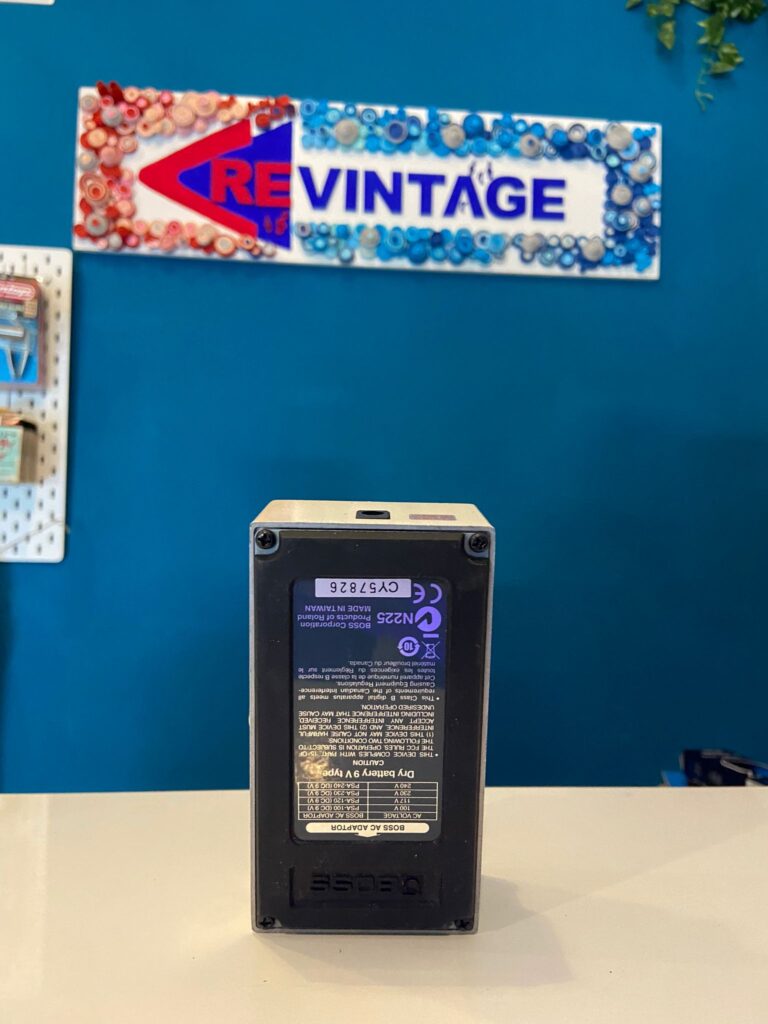 REVINTAGE
BOSS
BOSS AC ADAPTOR
AC VOLTAGE BOSS AC ADAPTOR
100 V PSA-100 (DC 9 V)
117 V PSA-120 (DC 9 V)
230 V PSA-230 (DC 9 V)
240 V PSA-240 (DC 9 V)
Dry battery 9 V type
CAUTION
• THIS DEVICE COMPLIES WITH PART 15 OF
THE FCC RULES. OPERATION IS SUBJECT TO
THE FOLLOWING TWO CONDITIONS:
(1) THIS DEVICE MAY NOT CAUSE HARMFUL
INTERFERENCE, AND (2) THIS DEVICE MUST
ACCEPT ANY INTERFERENCE RECEIVED,
INCLUDING INTERFERENCE THAT MAY CAUSE
UNDESIRED OPERATION.
• This Class B digital apparatus meets all
requirements of the Canadian Interference-
Causing Equipment Regulations.
Cet appareil numérique de la classe B respecte
toutes les exigences du Règlement sur le
matériel brouilleur du Canada.
10
N225
BOSS Corporation
Products of Roland
MADE IN TAIWAN
CE
CY57826